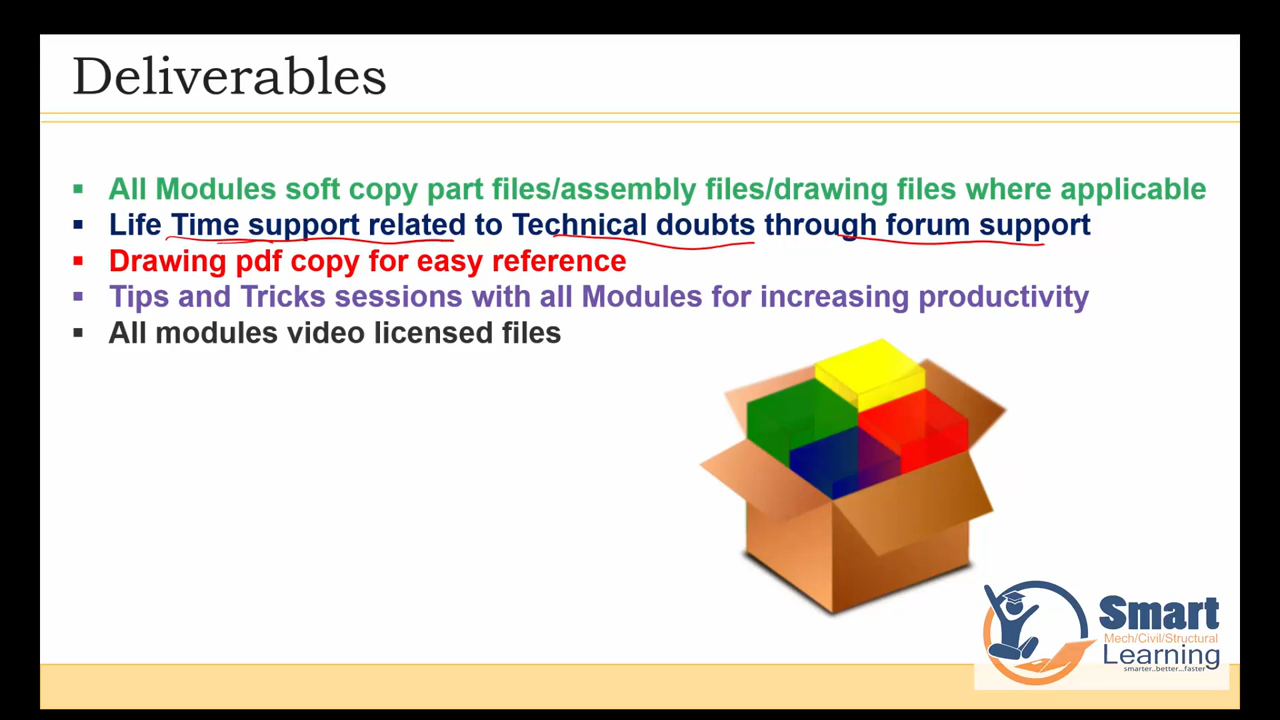 Deliverables
All Modules soft copy part files/assembly files/drawing files where applicable
Life Time support related to Technical doubts through forum support
Drawing pdf copy for easy reference
Tips and Tricks sessions with all Modules for increasing productivity
All modules video licensed files
Smart
Mech/Civil/Structural
Learning
smarter..better...faster